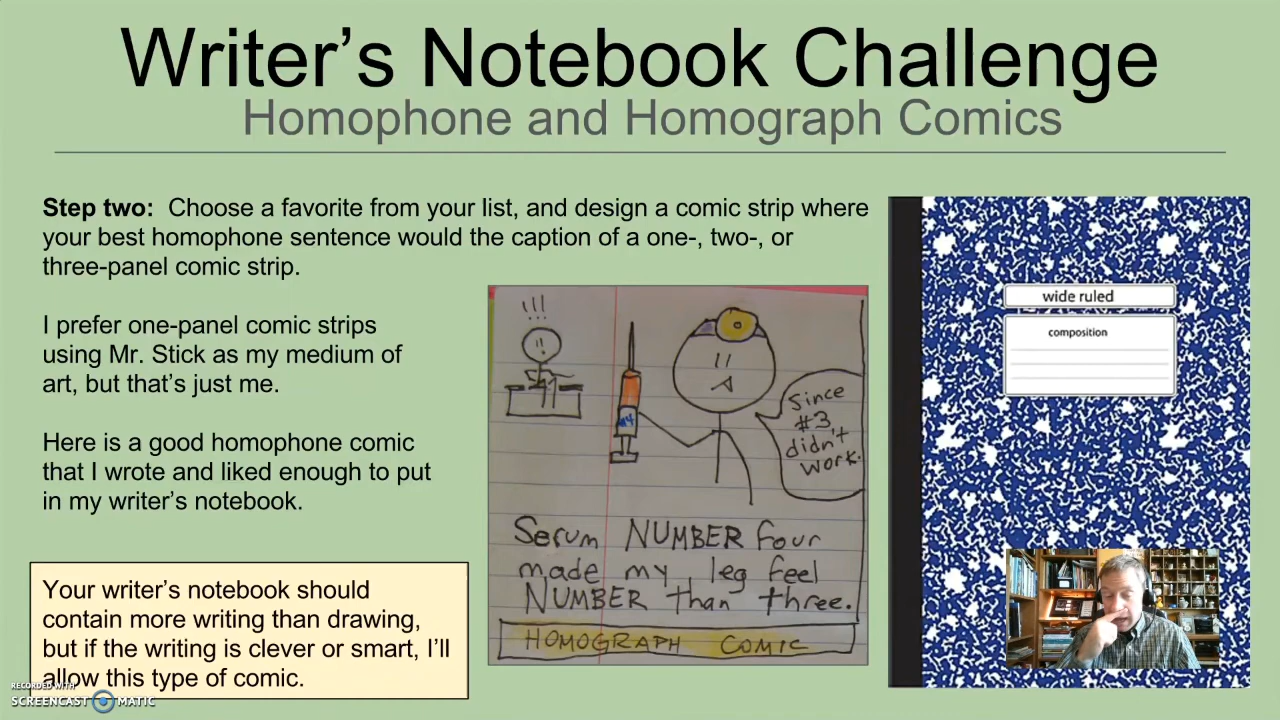 Writer's Notebook Challenge
Homophone and Homograph Comics
Step two:  Choose a favorite from your list, and design a comic strip where
your best homophone sentence would the caption of a one-, two-, or
three-panel comic strip.
I prefer one-panel comic strips
using Mr. Stick as my medium of
art, but that's just me.
Here is a good homophone comic
that I wrote and liked enough to put
in my writer's notebook.
Your writer's notebook should
contain more writing than drawing,
but if the writing is clever or smart, I'll
allow this type of comic.
!!!
#4
Since
#3
didn't
work.
Serum NUMBER four
made my leg feel
NUMBER than three.
HOMOGRAPH COMIC
wide ruled
composition
RECORDED WITH
SCREENCAST MATIC